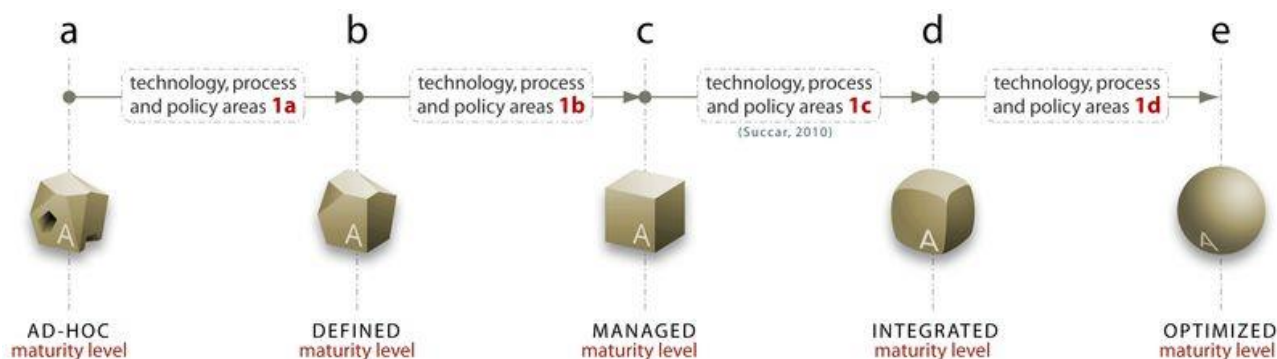 a
b
c
d
e
technology, process
and policy areas 1a
technology, process
and policy areas 1b
technology, process
and policy areas 1c
(Succar, 2010)
technology, process
and policy areas 1d
A
A
A
A
A
AD-HOC
maturity level
DEFINED
maturity level
MANAGED
maturity level
INTEGRATED
maturity level
OPTIMIZED
maturity level